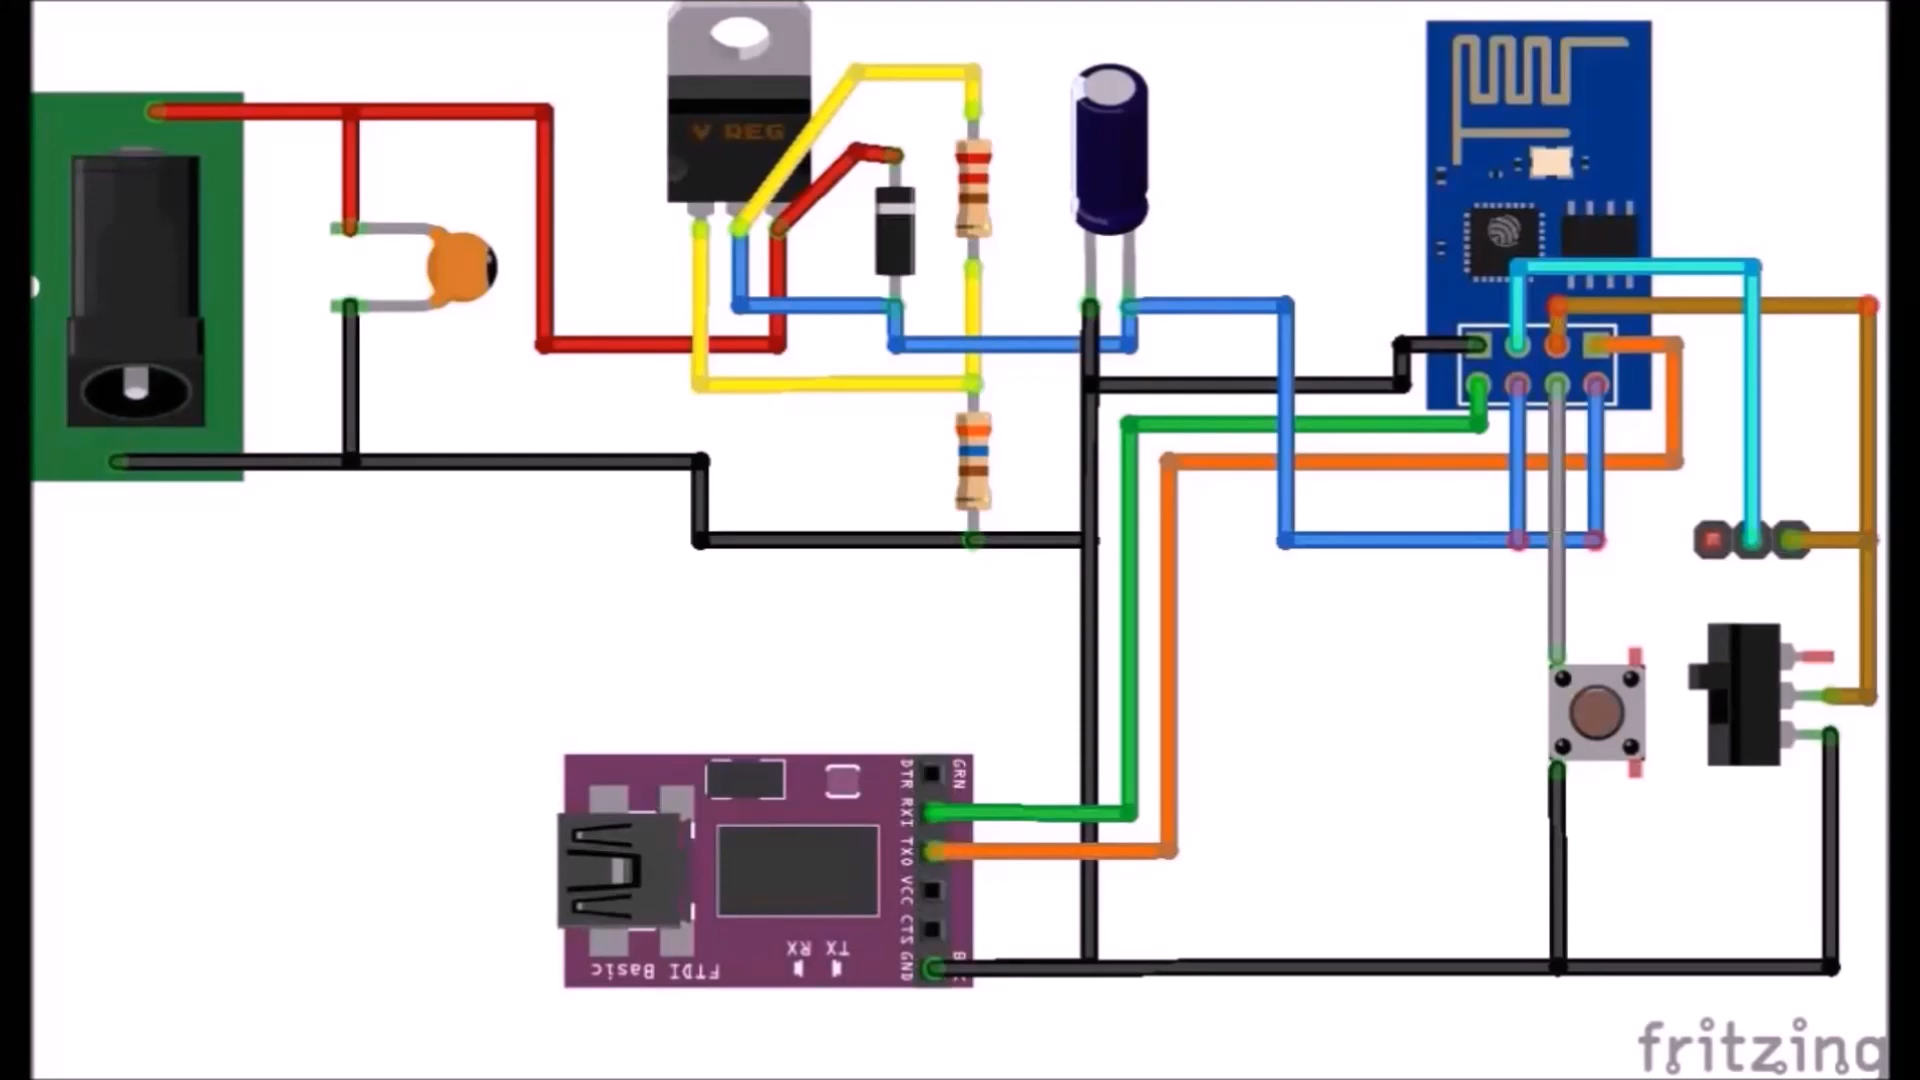 V REG
GRN
DTR
RXI
TXO
VCC
CTS
GND
TX RX
FTDI Basic
fritzing